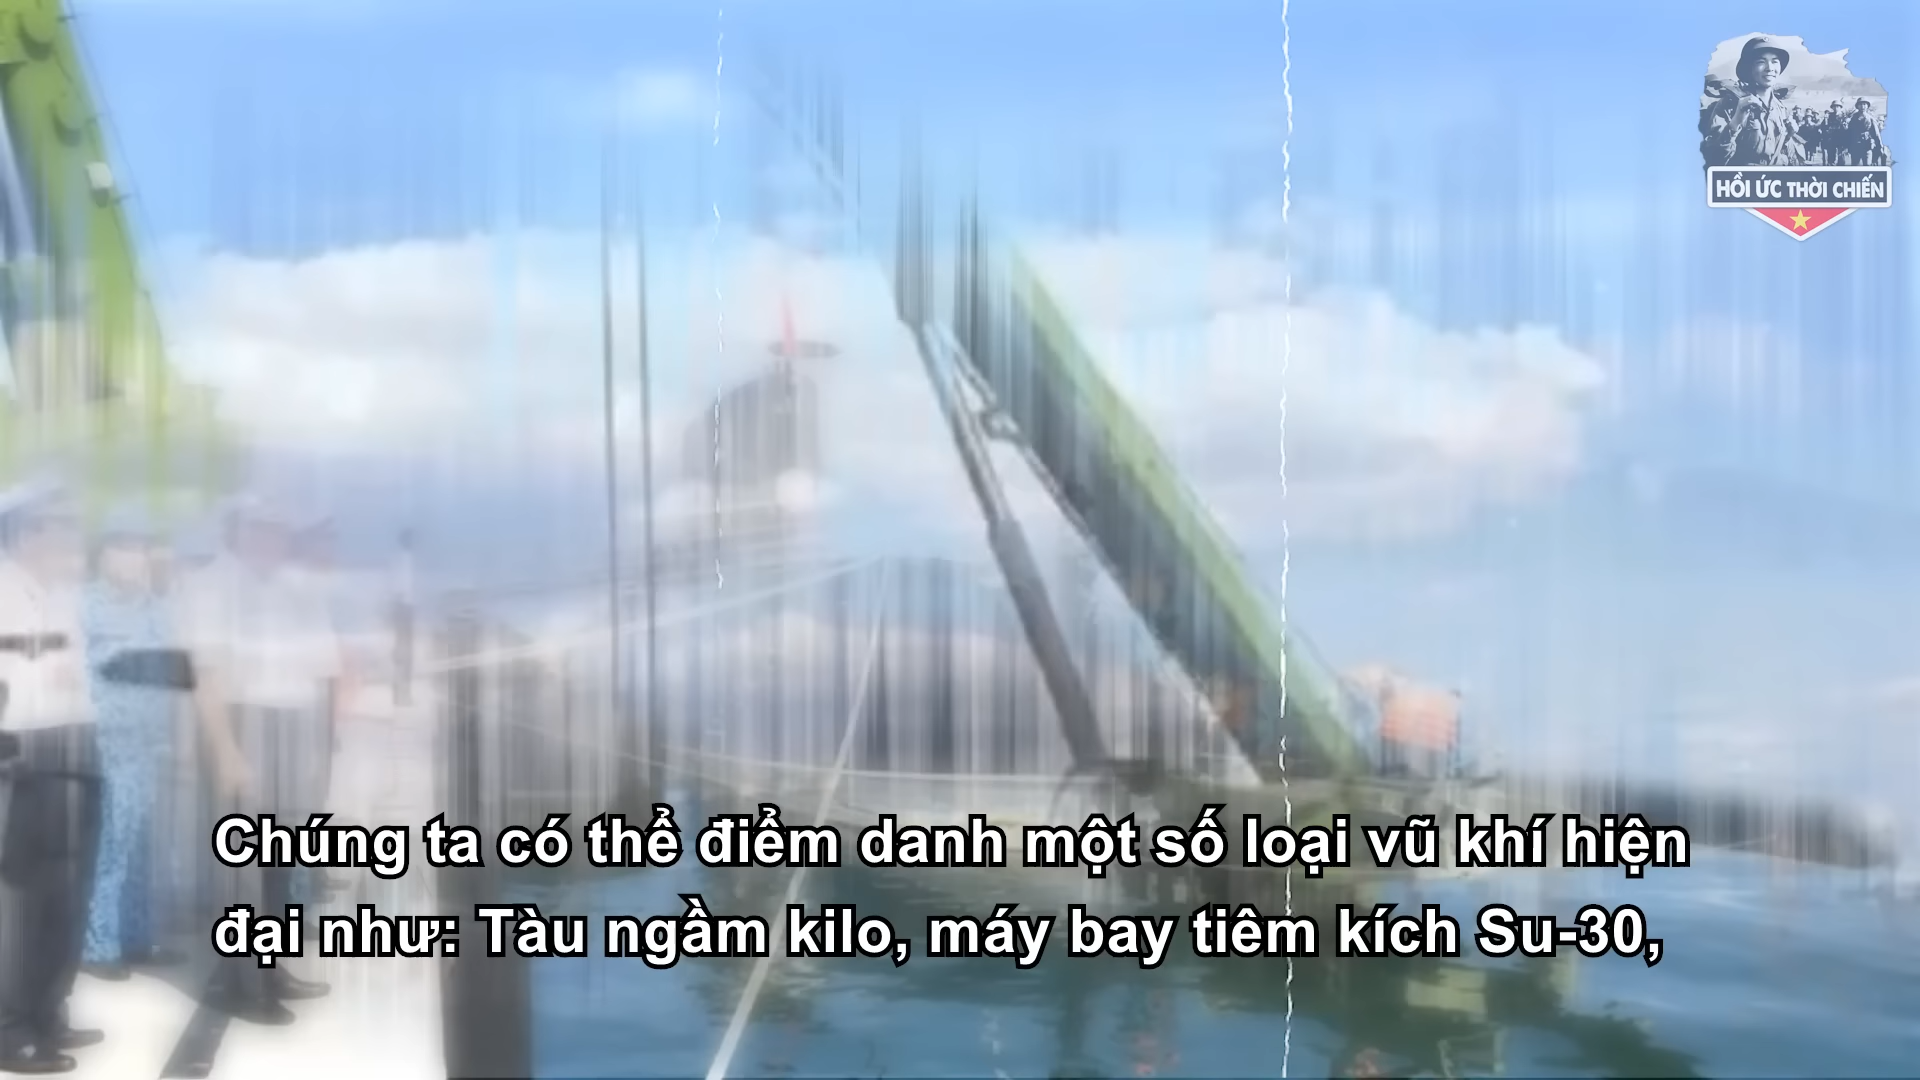 HỒI ỨC THỜI CHIẾN
Chúng ta có thể điểm danh một số loại vũ khí hiện
đại như: Tàu ngầm kilo, máy bay tiêm kích Su-30,